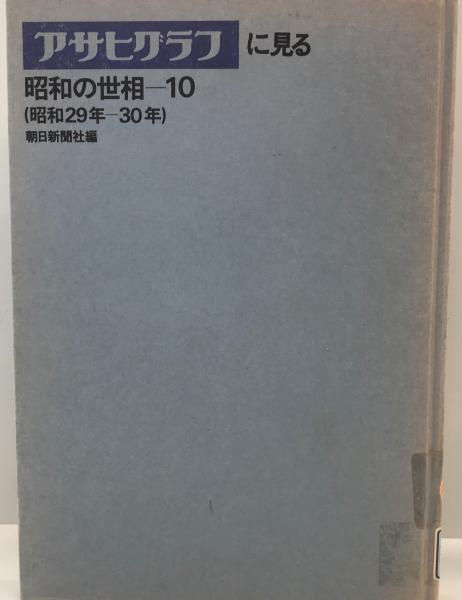 アサヒグラフに見る
昭和の世相—10
(昭和29年—30年)
朝日新聞社編